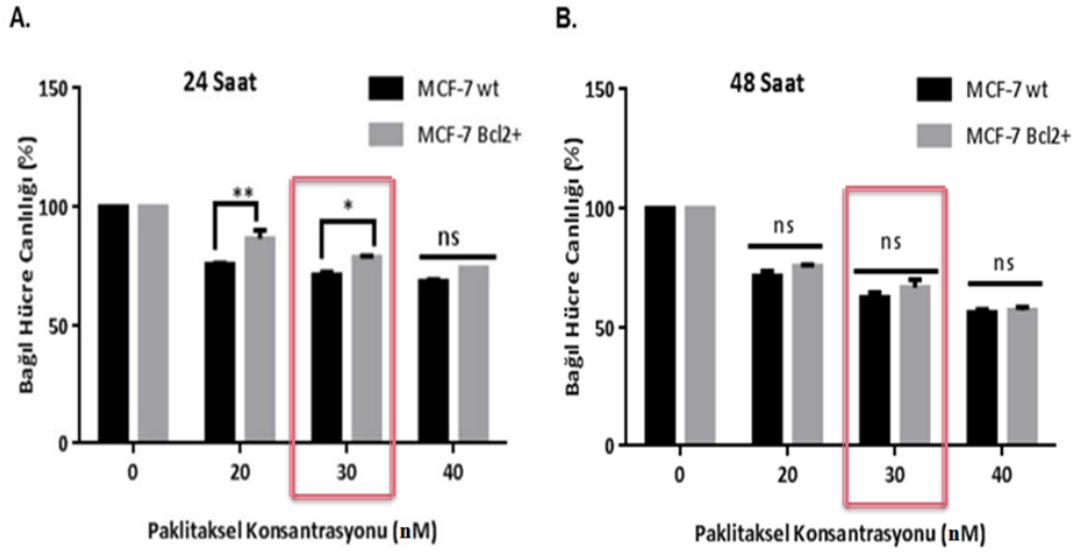 A.
24 Saat
MCF-7 wt
MCF-7 Bcl2+
Bağıl Hücre Canlılığı (%)
150
100
50
0
**
*
ns
0 20 30 40
Paklitaksel Konsantrasyonu (nM)
B.
48 Saat
MCF-7 wt
MCF-7 Bcl2+
Bağıl Hücre Canlılığı (%)
150
100
50
0
ns
ns
ns
0 20 30 40
Paklitaksel Konsantrasyonu (nM)